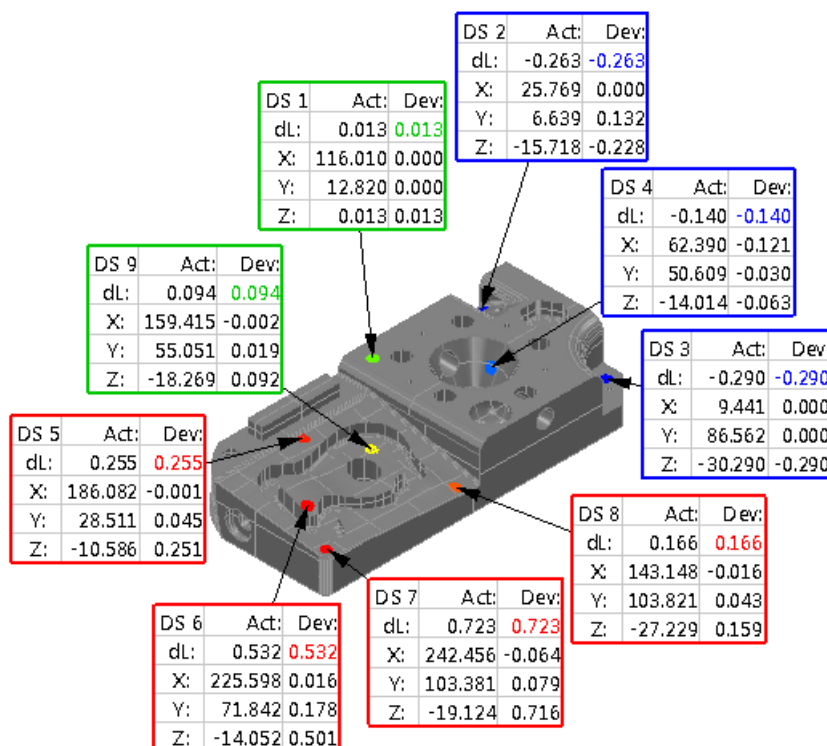 DS 2 Act: Dev:
dL: -0.263 -0.263
X: 25.769 0.000
Y: 6.639 0.132
Z: -15.718 -0.228
DS 1 Act: Dev:
dL: 0.013 0.013
X: 116.010 0.000
Y: 12.820 0.000
Z: 0.013 0.013
DS 4 Act: Dev:
dL: -0.140 -0.140
X: 62.390 -0.121
Y: 50.609 -0.030
Z: -14.014 -0.063
DS 9 Act: Dev:
dL: 0.094 0.094
X: 159.415 -0.002
Y: 55.051 0.019
Z: -18.269 0.092
DS 3 Act: Dev
dL: -0.290 -0.290
X: 9.441 0.000
Y: 86.562 0.000
Z: -30.290 -0.290
DS 5 Act: Dev:
dL: 0.255 0.255
X: 186.082 -0.001
Y: 28.511 0.045
Z: -10.586 0.251
DS 8 Act: Dev:
dL: 0.166 0.166
X: 143.148 -0.016
Y: 103.821 0.043
Z: -27.229 0.159
DS 7 Act: Dev:
dL: 0.723 0.723
X: 242.456 -0.064
Y: 103.381 0.079
Z: -19.124 0.716
DS 6 Act: Dev:
dL: 0.532 0.532
X: 225.598 0.016
Y: 71.842 0.178
Z: -14.052 0.501